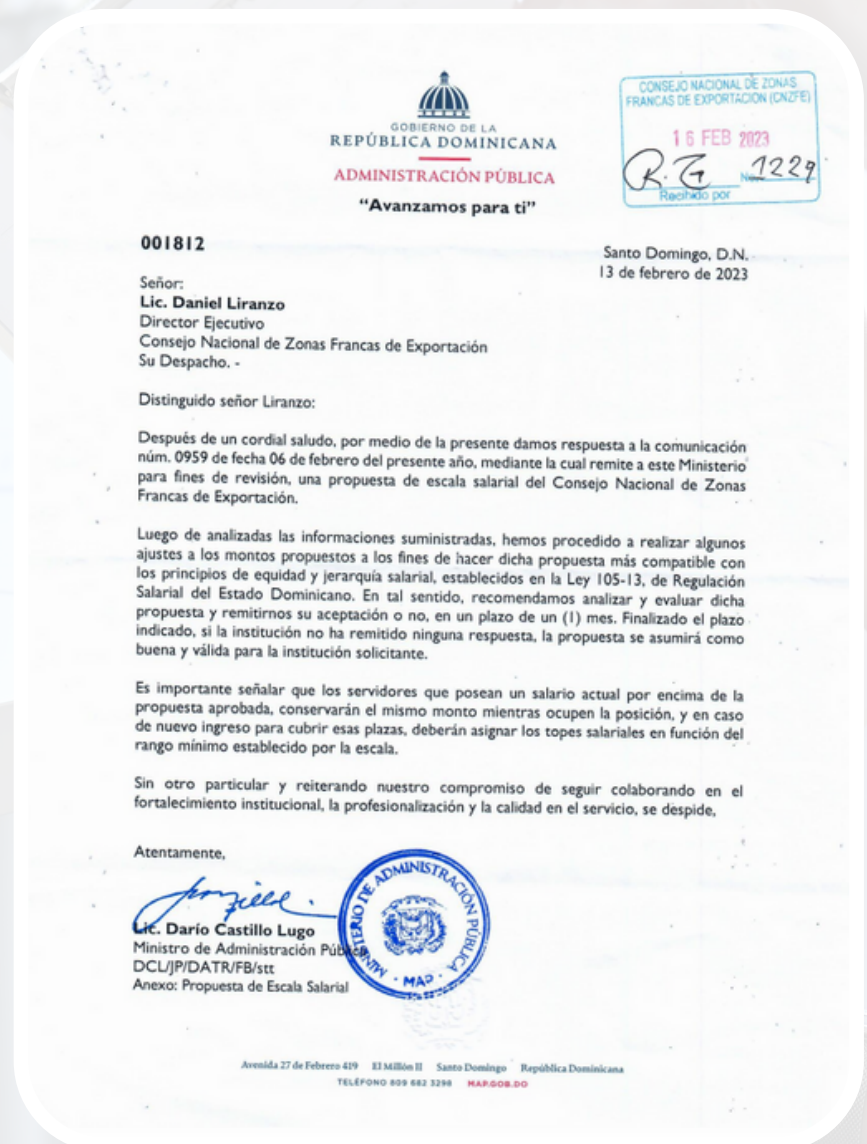 GOBIERNO DE LA
REPÚBLICA DOMINICANA
ADMINISTRACIÓN PÚBLICA
“Avanzamos para ti”
CONSEJO NACIONAL DE ZONAS
FRANCAS DE EXPORTACION (CNZFE)
16 FEB 2023
R. G No. 1229
Recibido por
001812
Santo Domingo, D.N.
13 de febrero de 2023
Señor:
Lic. Daniel Liranzo
Director Ejecutivo
Consejo Nacional de Zonas Francas de Exportación
Su Despacho. -
Distinguido señor Liranzo:
Después de un cordial saludo, por medio de la presente damos respuesta a la comunicación
núm. 0959 de fecha 06 de febrero del presente año, mediante la cual remite a este Ministerio
para fines de revisión, una propuesta de escala salarial del Consejo Nacional de Zonas
Francas de Exportación.
Luego de analizadas las informaciones suministradas, hemos procedido a realizar algunos
ajustes a los montos propuestos a los fines de hacer dicha propuesta más compatible con
los principios de equidad y jerarquía salarial, establecidos en la Ley 105-13, de Regulación
Salarial del Estado Dominicano. En tal sentido, recomendamos analizar y evaluar dicha
propuesta y remitirnos su aceptación o no, en un plazo de un (1) mes. Finalizado el plazo
indicado, si la institución no ha remitido ninguna respuesta, la propuesta se asumirá como
buena y válida para la institución solicitante.
Es importante señalar que los servidores que posean un salario actual por encima de la
propuesta aprobada, conservarán el mismo monto mientras ocupen la posición, y en caso
de nuevo ingreso para cubrir esas plazas, deberán asignar los topes salariales en función del
rango mínimo establecido por la escala.
Sin otro particular y reiterando nuestro compromiso de seguir colaborando en el
fortalecimiento institucional, la profesionalización y la calidad en el servicio, se despide,
Atentamente,
Lic. Darío Castillo Lugo
Ministro de Administración Pública
DCL/JP/DATR/FB/stt
Anexo: Propuesta de Escala Salarial
MINISTERIO DE ADMINISTRACIÓN PÚBLICA
· MAP ·
Avenida 27 de Febrero 419 El Millón II Santo Domingo República Dominicana
TELÉFONO 809 682 3298 MAP.GOB.DO